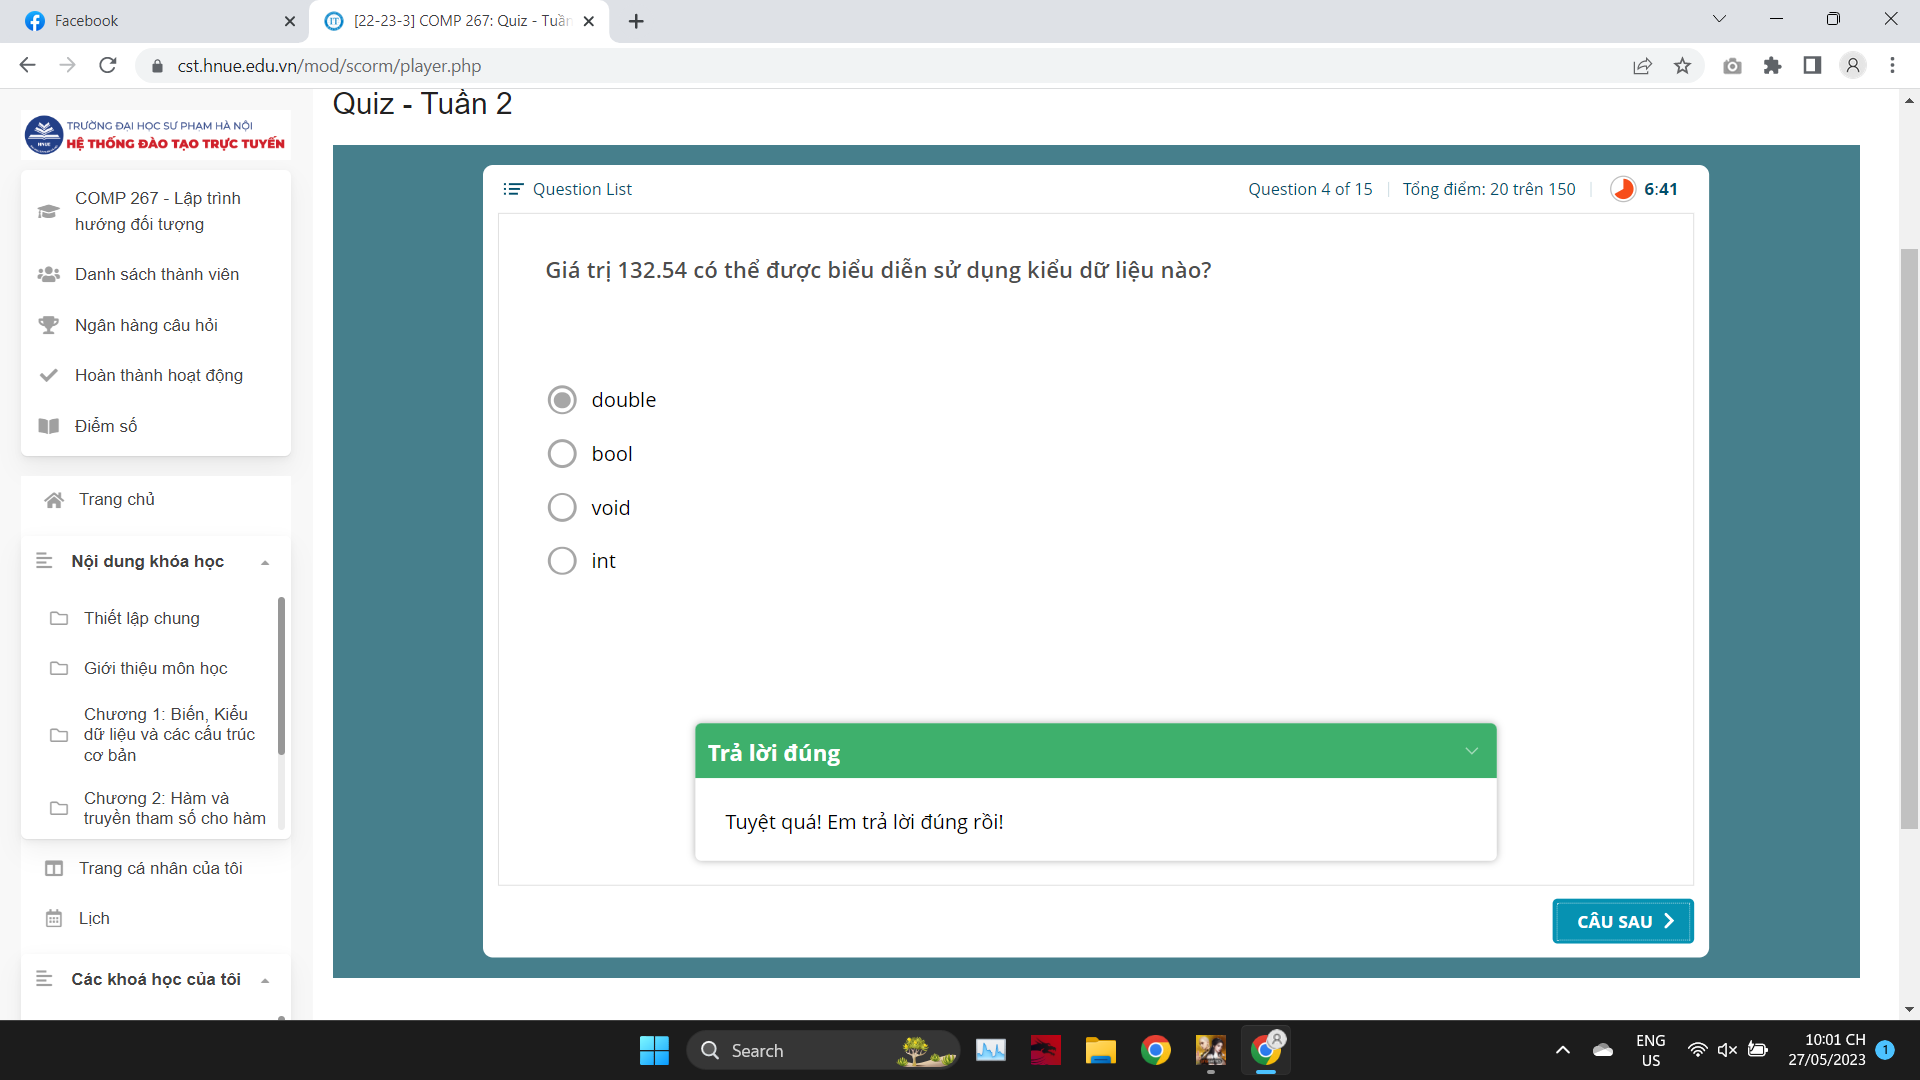 Facebook
[22-23-3] COMP 267: Quiz - Tuần
cst.hnue.edu.vn/mod/scorm/player.php
TRƯỜNG ĐẠI HỌC SƯ PHẠM HÀ NỘI
HỆ THỐNG ĐÀO TẠO TRỰC TUYẾN
HNUE
COMP 267 - Lập trình
hướng đối tượng
Danh sách thành viên
Ngân hàng câu hỏi
Hoàn thành hoạt động
Điểm số
Trang chủ
Nội dung khóa học
Thiết lập chung
Giới thiệu môn học
Chương 1: Biến, Kiểu
dữ liệu và các cấu trúc
cơ bản
Chương 2: Hàm và
truyền tham số cho hàm
Trang cá nhân của tôi
Lịch
Các khoá học của tôi
Quiz - Tuần 2
Question List
Question 4 of 15
Tổng điểm: 20 trên 150
6:41
Giá trị 132.54 có thể được biểu diễn sử dụng kiểu dữ liệu nào?
double
bool
void
int
Trả lời đúng
Tuyệt quá! Em trả lời đúng rồi!
CÂU SAU
Search
ENG
US
10:01 CH
27/05/2023
1